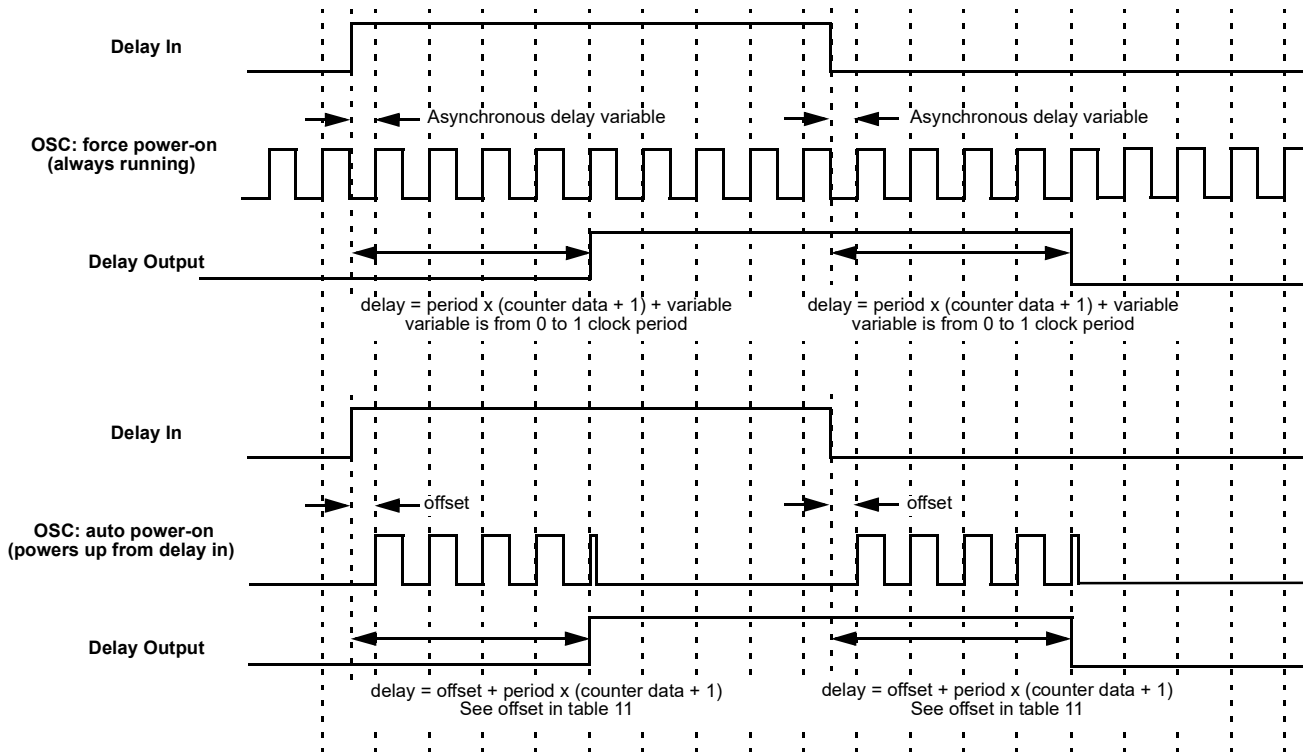 Delay In
Asynchronous delay variable
Asynchronous delay variable
OSC: force power-on
(always running)
Delay Output
delay = period x (counter data + 1) + variable
variable is from 0 to 1 clock period
delay = period x (counter data + 1) + variable
variable is from 0 to 1 clock period
Delay In
offset
offset
OSC: auto power-on
(powers up from delay in)
Delay Output
delay = offset + period x (counter data + 1)
See offset in table 11
delay = offset + period x (counter data + 1)
See offset in table 11